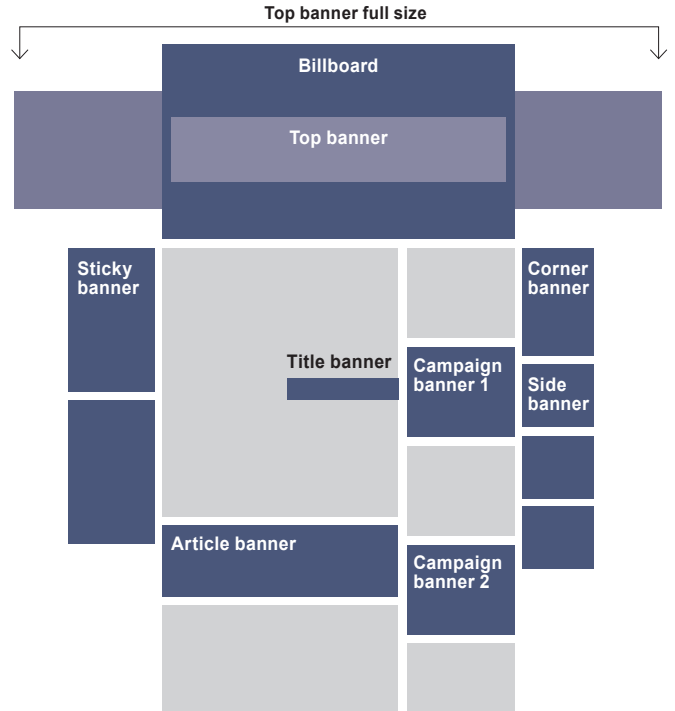 Top banner full size
Billboard
Top banner
Sticky
banner
Corner
banner
Title banner
Campaign
banner 1
Side
banner
Article banner
Campaign
banner 2